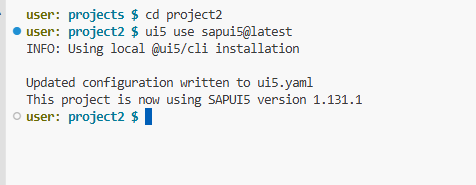 user: projects $ cd project2
user: project2 $ ui5 use sapui5@latest
INFO: Using local @ui5/cli installation
Updated configuration written to ui5.yaml
This project is now using SAPUI5 version 1.131.1
user: project2 $